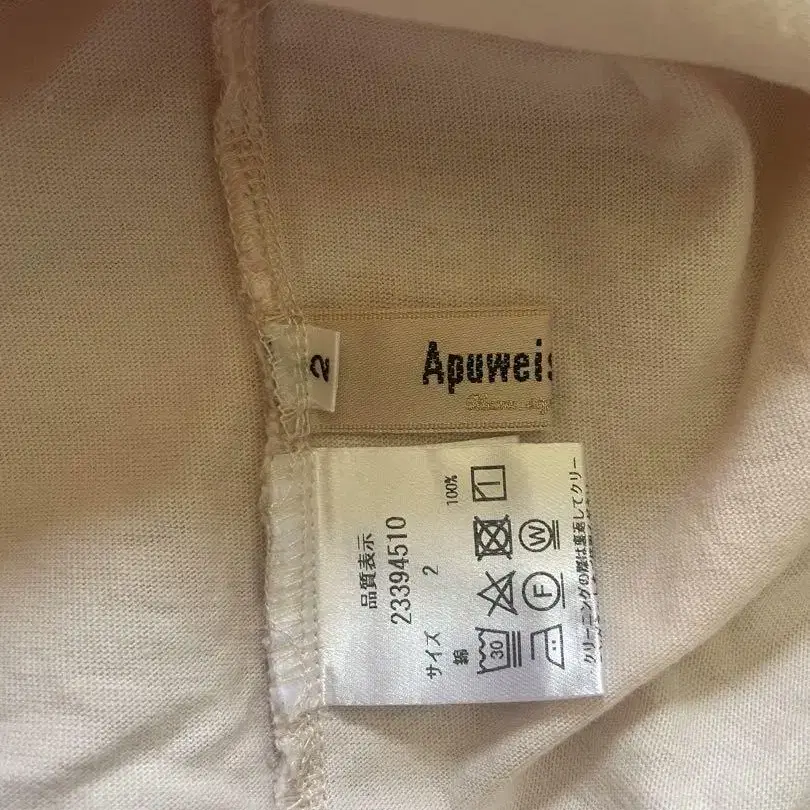 2
Apuweis
品質表示
23394510
サイズ 2
綿 100%
30
F W
クリーニングの際は裏返してクリー